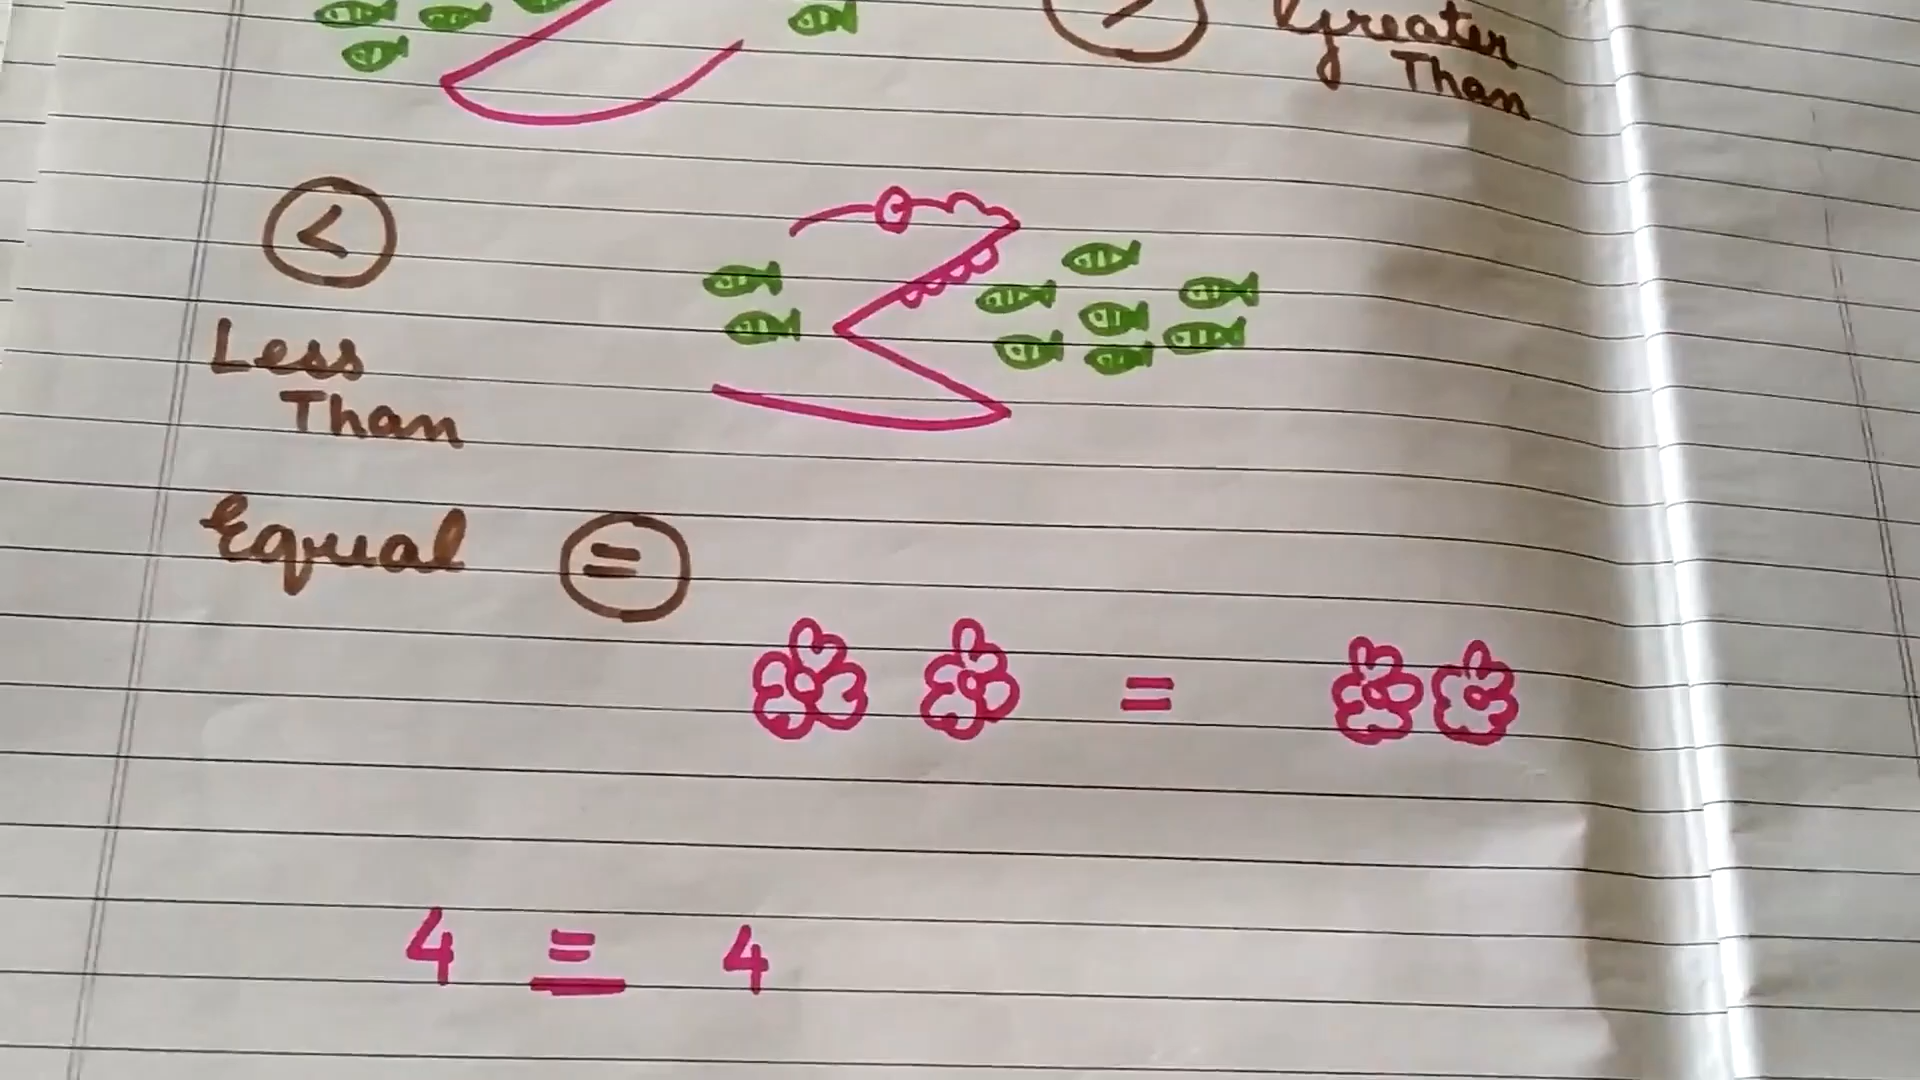 > Greater
Than
<
Less
Than
Equal =
=
4 = 4